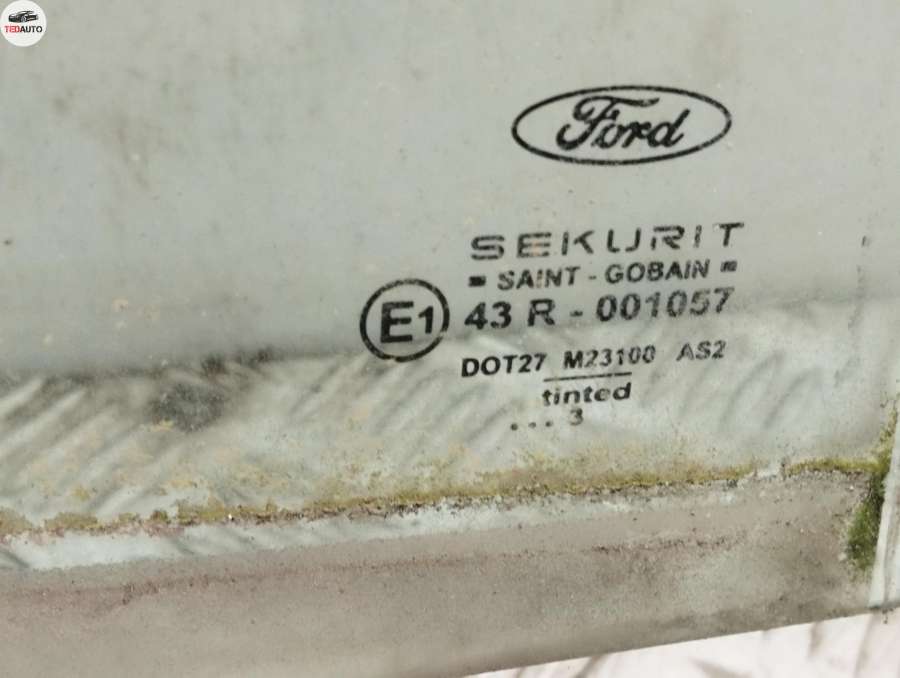 TEDAUTO
Ford
SEKURIT
SAINT - GOBAIN
E1
43 R - 001057
DOT27 M23100 AS2
tinted
... 3